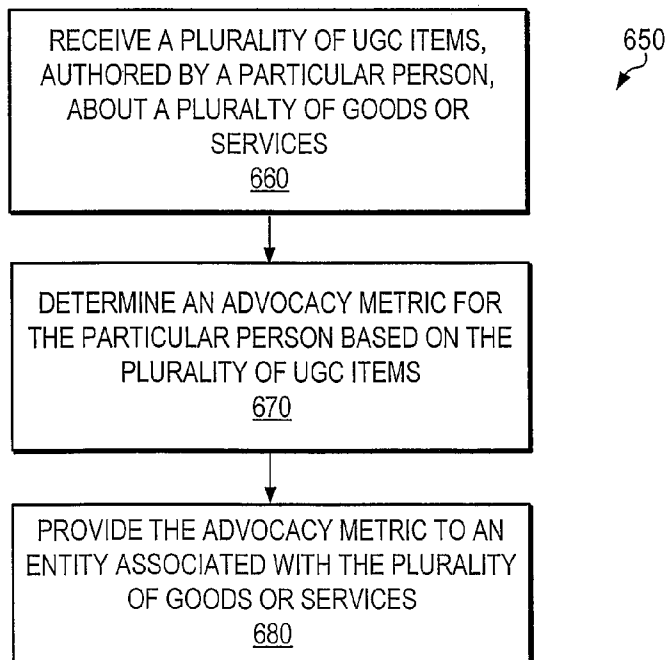 RECEIVE A PLURALITY OF UGC ITEMS,
AUTHORED BY A PARTICULAR PERSON,
ABOUT A PLURALTY OF GOODS OR
SERVICES
660
650
DETERMINE AN ADVOCACY METRIC FOR
THE PARTICULAR PERSON BASED ON THE
PLURALITY OF UGC ITEMS
670
PROVIDE THE ADVOCACY METRIC TO AN
ENTITY ASSOCIATED WITH THE PLURALITY
OF GOODS OR SERVICES
680